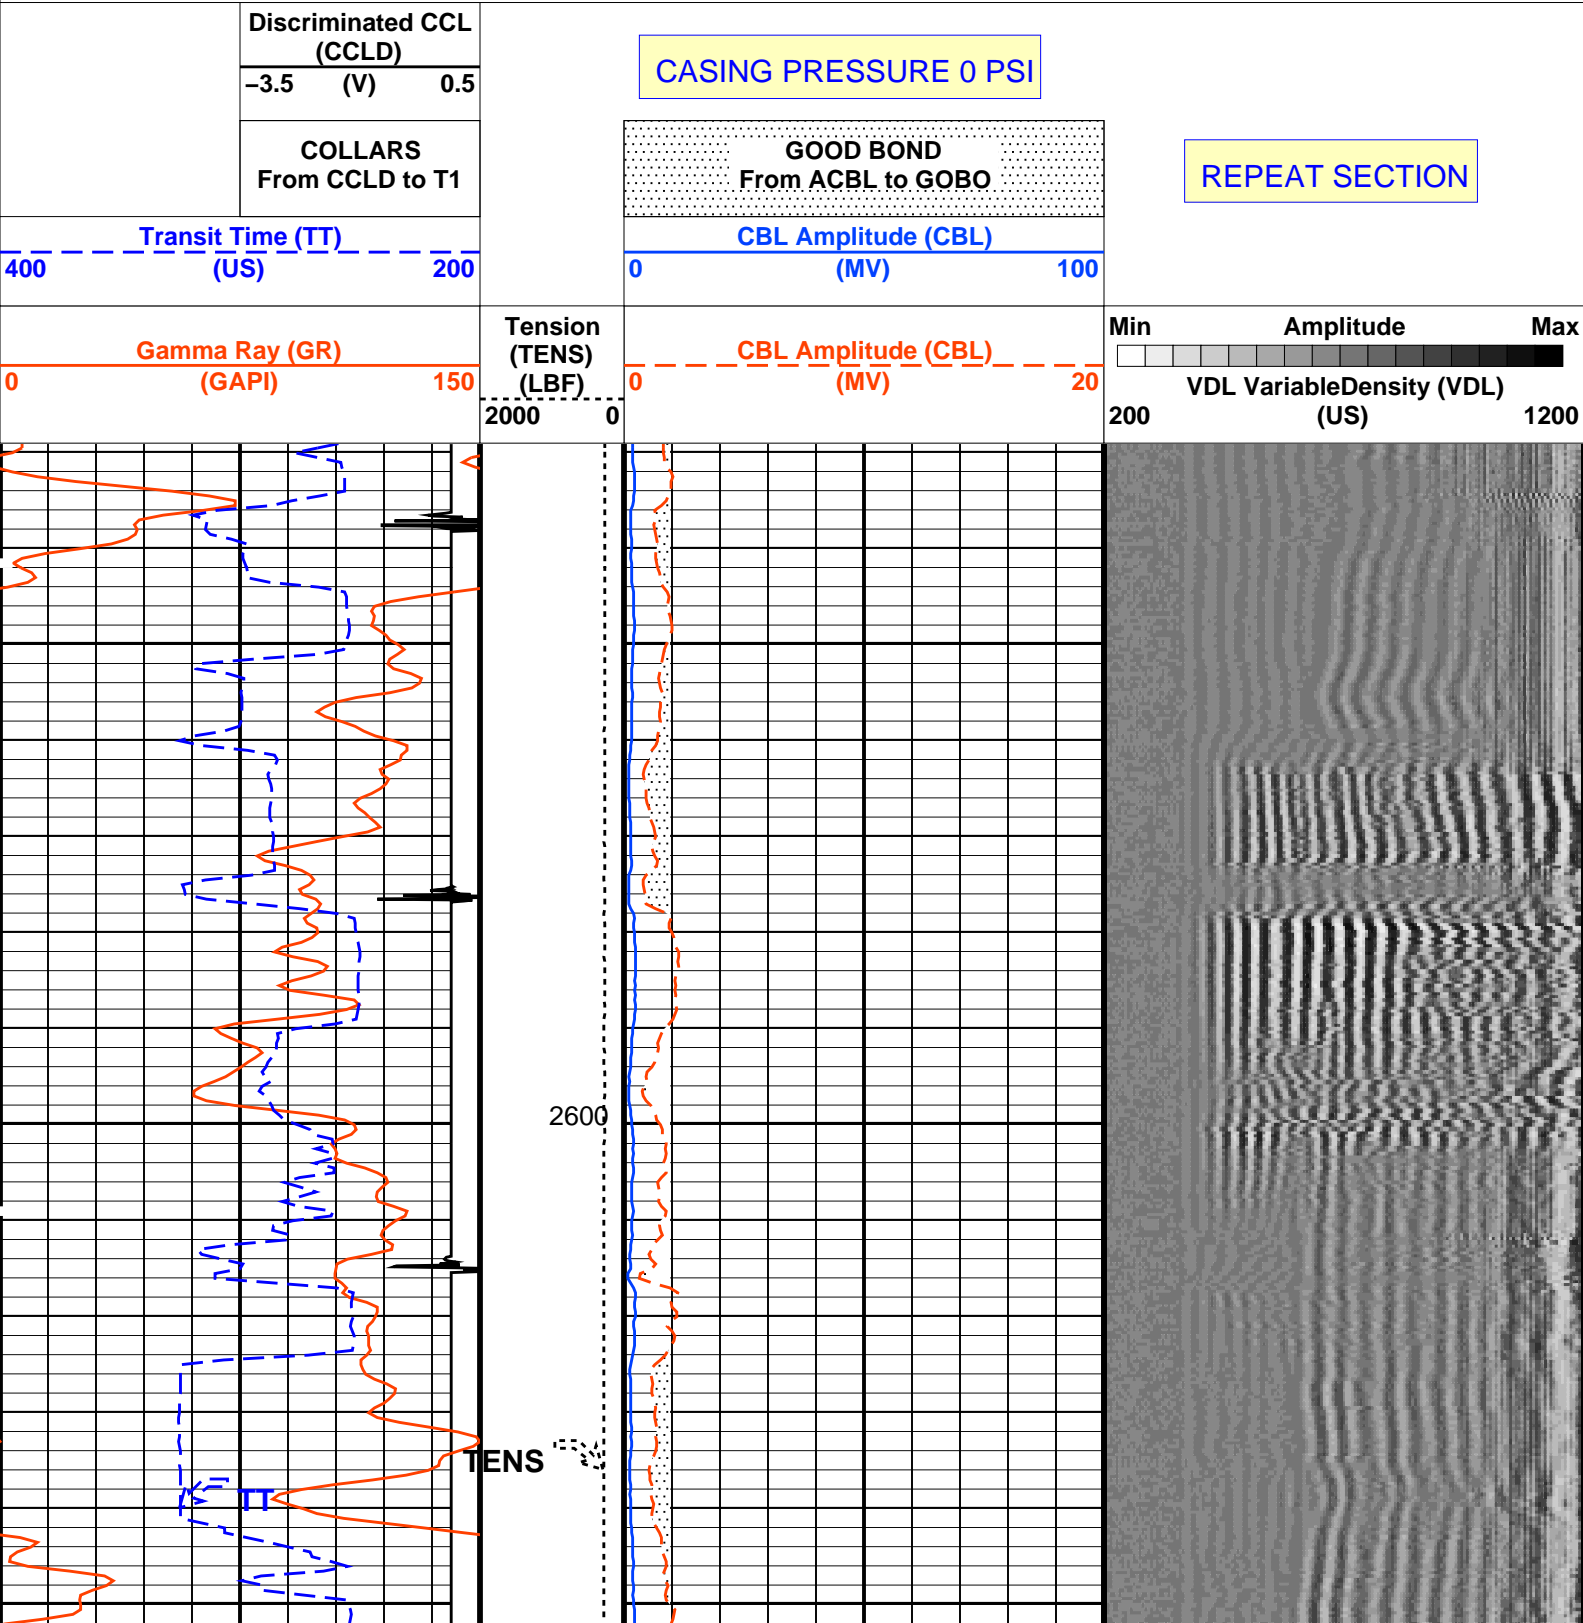 Discriminated CCL
(CCLD)
−3.5 (V) 0.5
CASING PRESSURE 0 PSI
COLLARS
From CCLD to T1
GOOD BOND
From ACBL to GOBO
REPEAT SECTION
Transit Time (TT)
400 (US) 200
CBL Amplitude (CBL)
0 (MV) 100
Gamma Ray (GR)
0 (GAPI) 150
Tension
(TENS)
(LBF)
2000 0
CBL Amplitude (CBL)
0 (MV) 20
Min Amplitude Max
VDL VariableDensity (VDL)
200 (US) 1200
2600
TENS
TT